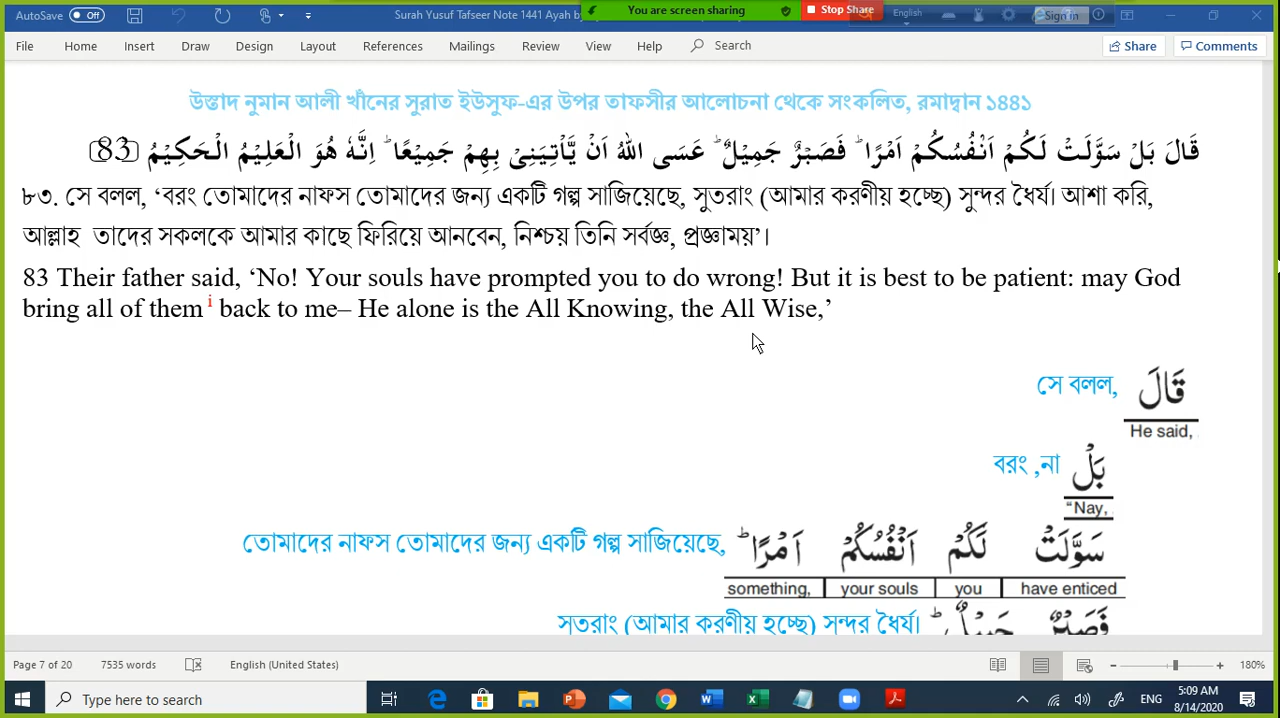 AutoSave Off Surah Yusuf Tafseer Note 1441 Ayah by You are screen sharing Stop Share English Sign in
File Home Insert Draw Design Layout References Mailings Review View Help Search Share Comments
উস্তাদ নুমান আলী খাঁনের সুরাত ইউসুফ-এর উপর তাফসীর আলোচনা থেকে সংকলিত, রমাদ্বান ১৪৪১
قَالَ بَلْ سَوَّلَتْ لَكُمْ اَنْفُسُكُمْ اَمْرًا ؕ فَصَبْرٌ جَمِيْلٌ ؕ عَسَى اللّٰهُ اَنْ يَّاْتِيَنِىْ بِهِمْ جَمِيْعًا ؕ اِنَّهٗ هُوَ الْعَلِيْمُ الْحَكِيْمُ [83]
৮৩. সে বলল, ‘বরং তোমাদের নাফস তোমাদের জন্য একটি গল্প সাজিয়েছে, সুতরাং (আমার করণীয় হচ্ছে) সুন্দর ধৈর্য। আশা করি,
আল্লাহ তাদের সকলকে আমার কাছে ফিরিয়ে আনবেন, নিশ্চয় তিনি সর্বজ্ঞ, প্রজ্ঞাময়’।
83 Their father said, ‘No! Your souls have prompted you to do wrong! But it is best to be patient: may God
bring all of them i back to me– He alone is the All Knowing, the All Wise,’
সে বলল, قَالَ
He said,
বরং ,না بَلْ
“Nay,
তোমাদের নাফস তোমাদের জন্য একটি গল্প সাজিয়েছে, سَوَّلَتْ لَكُمْ اَنْفُسُكُمْ اَمْرًا ؕ
something, your souls you have enticed
সুতরাং (আমার করণীয় হচ্ছে) সুন্দর ধৈর্য। فَصَبْرٌ جَمِيْلٌ ؕ
Page 7 of 20 7535 words English (United States) 180%
Type here to search ENG 5:09 AM
8/14/2020